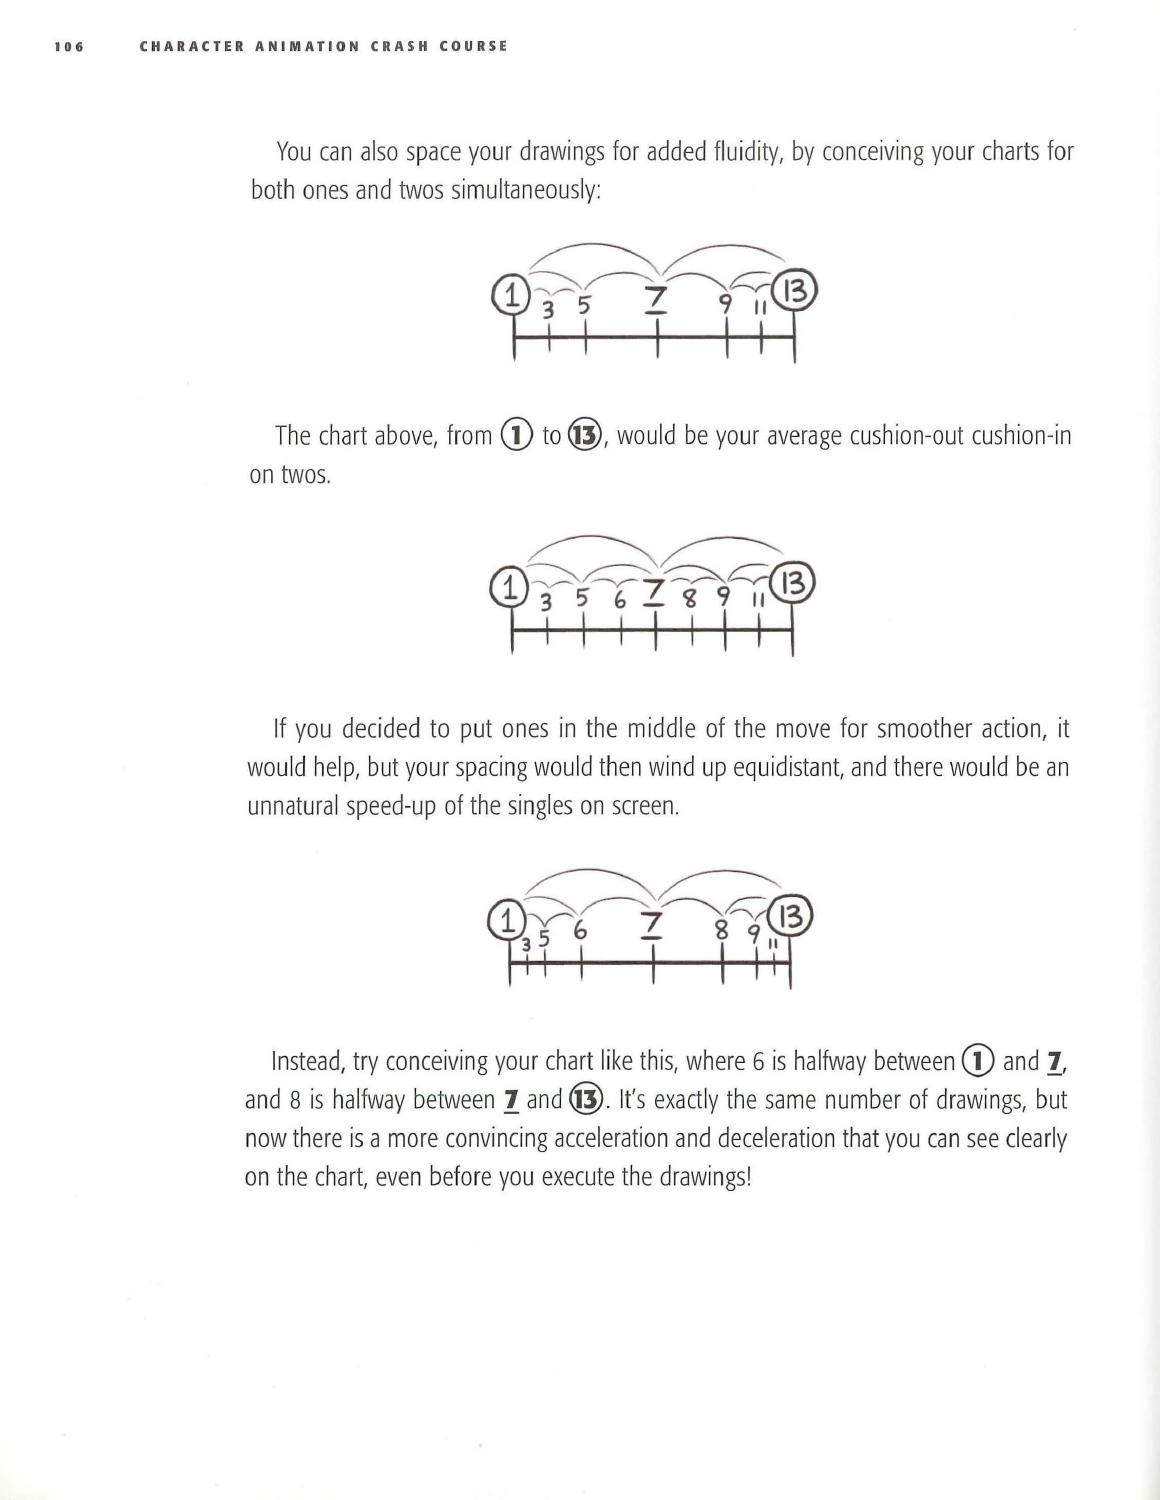 106 CHARACTER ANIMATION CRASH COURSE
You can also space your drawings for added fluidity, by conceiving your charts for
both ones and twos simultaneously:
1 3 5 7 9 11 13
The chart above, from 1 to 13, would be your average cushion-out cushion-in
on twos.
1 3 5 6 7 8 9 11 13
If you decided to put ones in the middle of the move for smoother action, it
would help, but your spacing would then wind up equidistant, and there would be an
unnatural speed-up of the singles on screen.
1 3 5 6 7 8 9 11 13
Instead, try conceiving your chart like this, where 6 is halfway between 1 and 7,
and 8 is halfway between 7 and 13. It's exactly the same number of drawings, but
now there is a more convincing acceleration and deceleration that you can see clearly
on the chart, even before you execute the drawings!